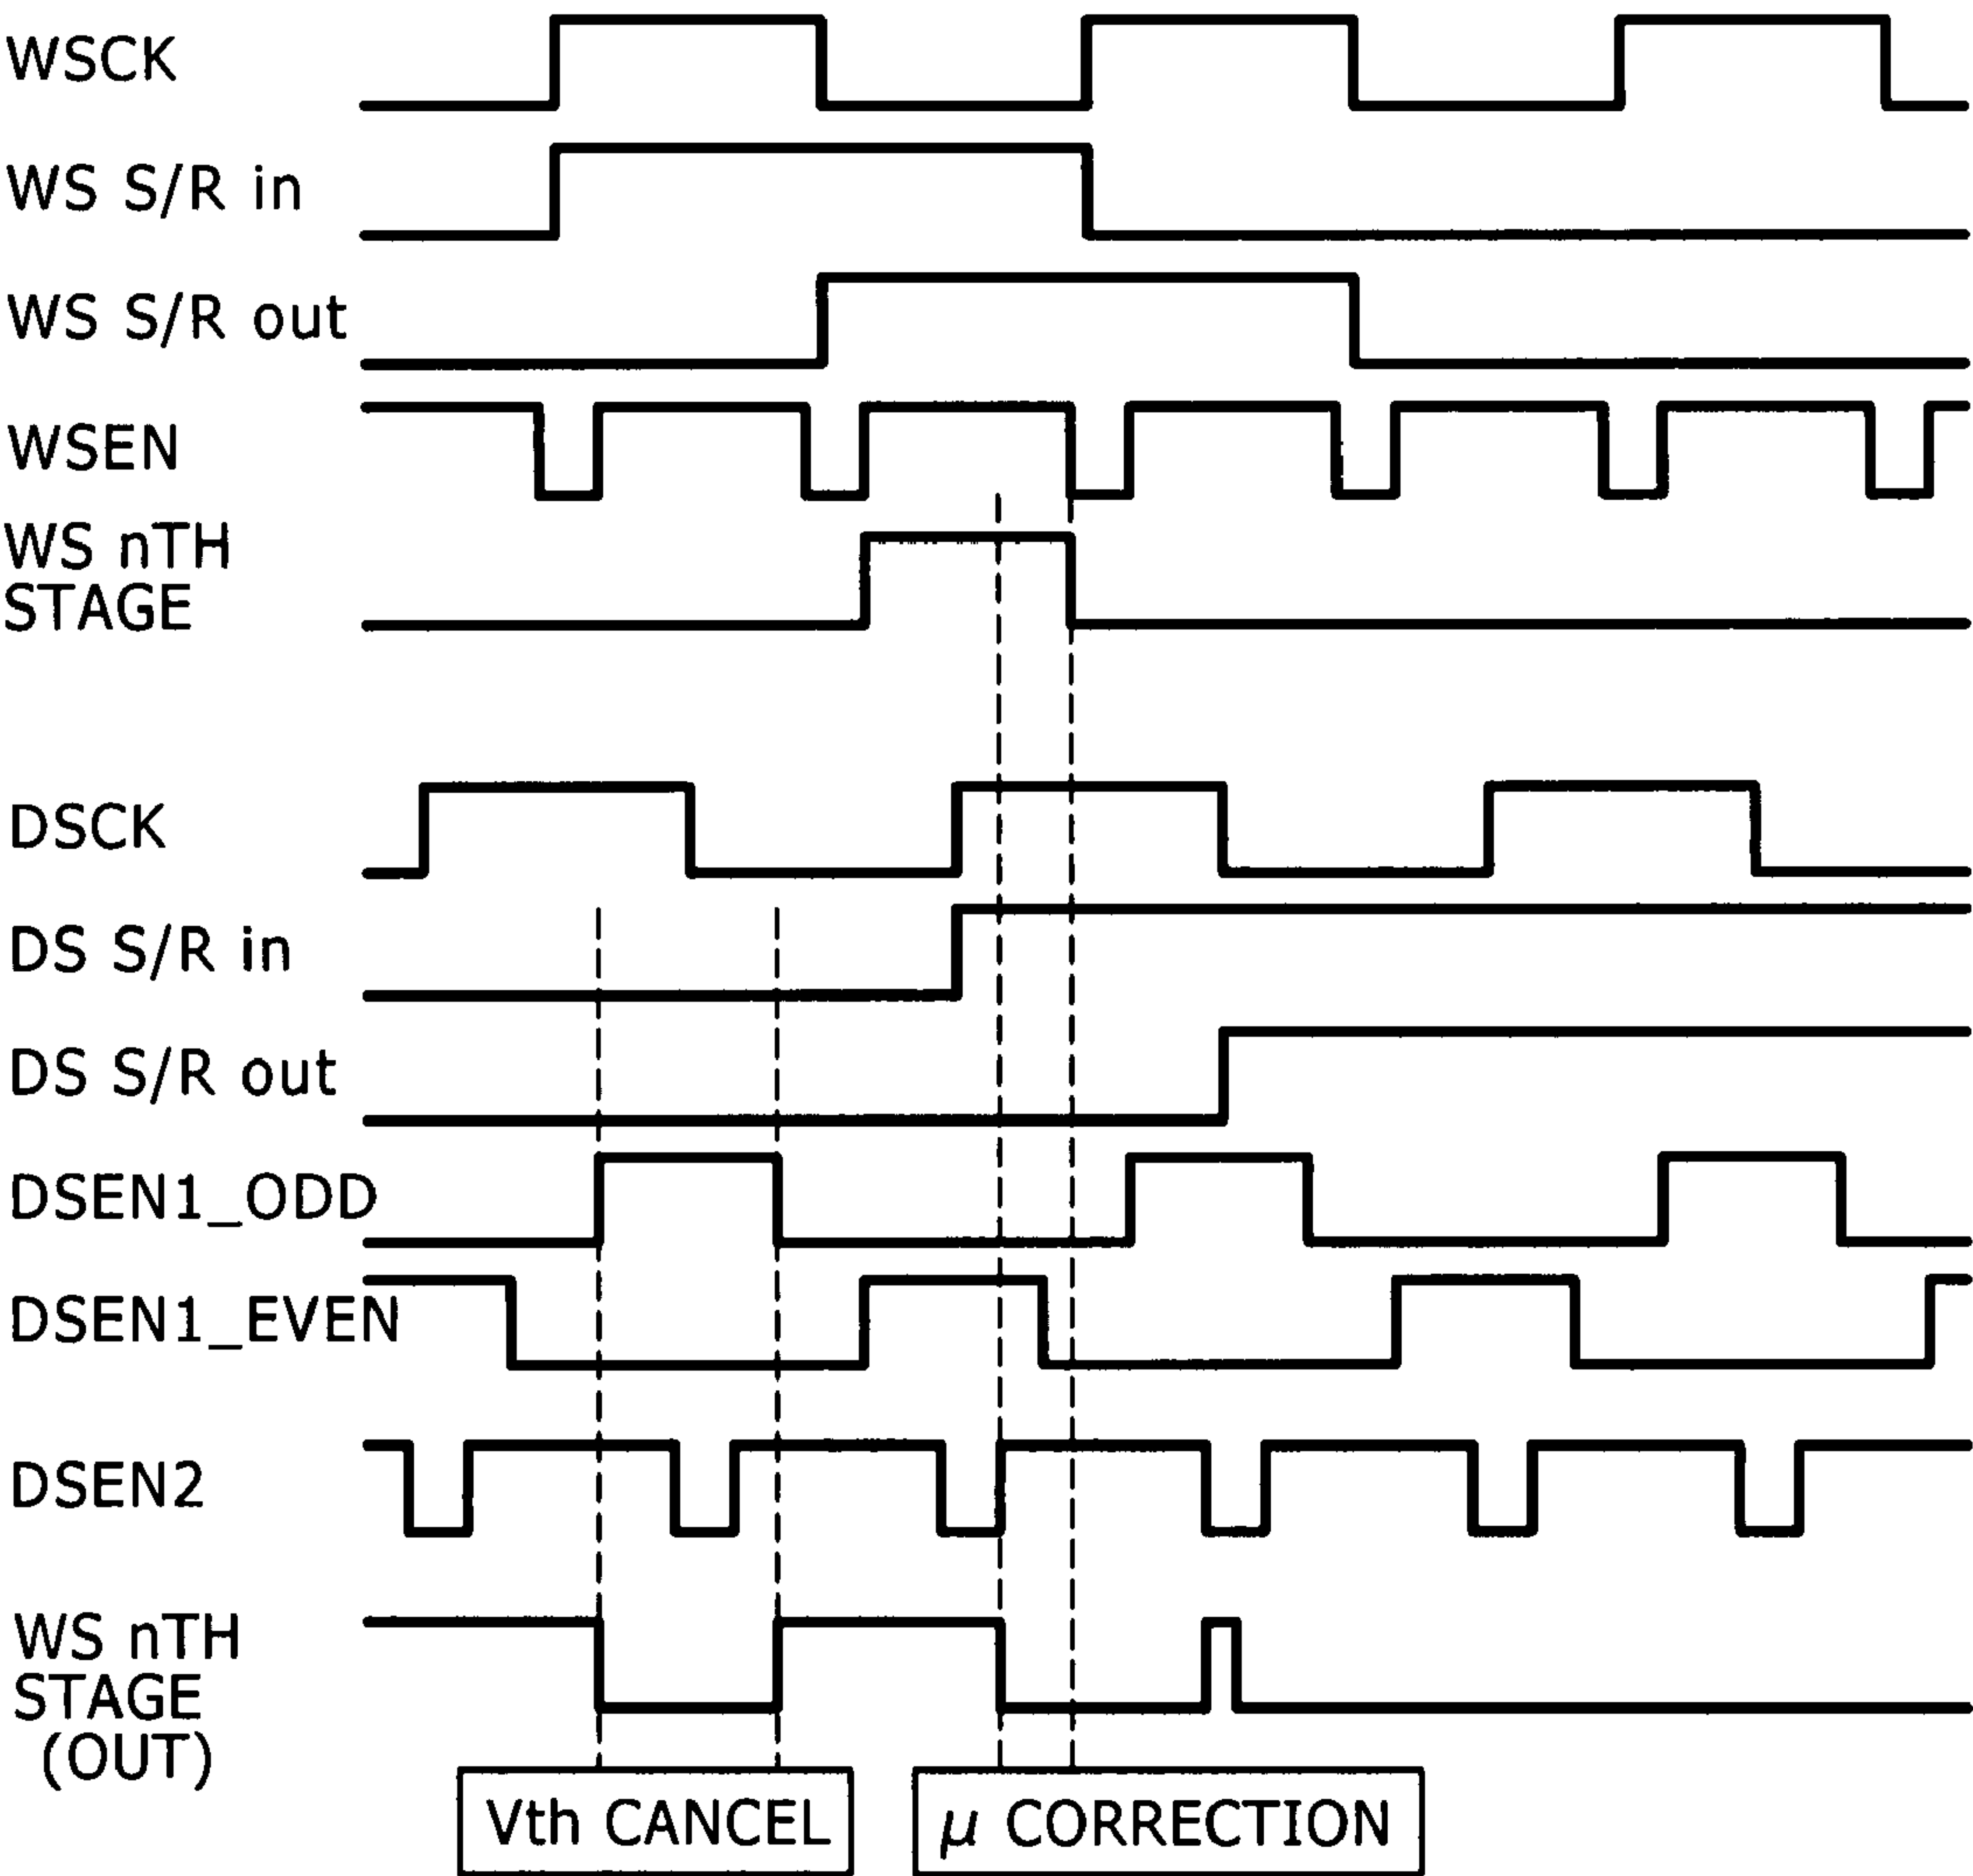 WSCK
WS S/R in
WS S/R out
WSEN
WS nTH
STAGE
DSCK
DS S/R in
DS S/R out
DSEN1_ODD
DSEN1_EVEN
DSEN2
WS nTH
STAGE
(OUT)
Vth CANCEL
μ CORRECTION